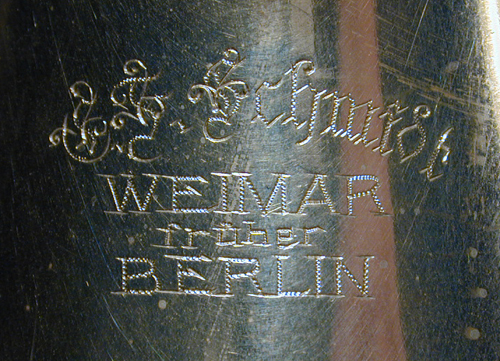 C. F. Schmidt
WEIMAR
früher
BERLIN